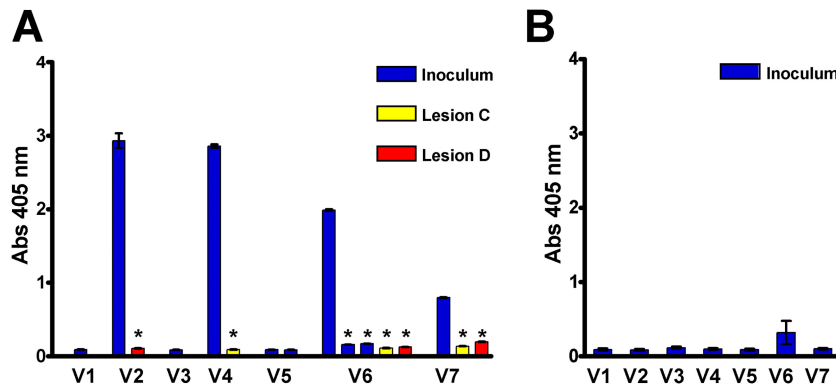 A
Abs 405 nm
4
3
2
1
0
Inoculum
Lesion C
Lesion D
*
*
* * * *
* *
V1 V2 V3 V4 V5 V6 V7
B
Abs 405 nm
4
3
2
1
0
Inoculum
V1 V2 V3 V4 V5 V6 V7